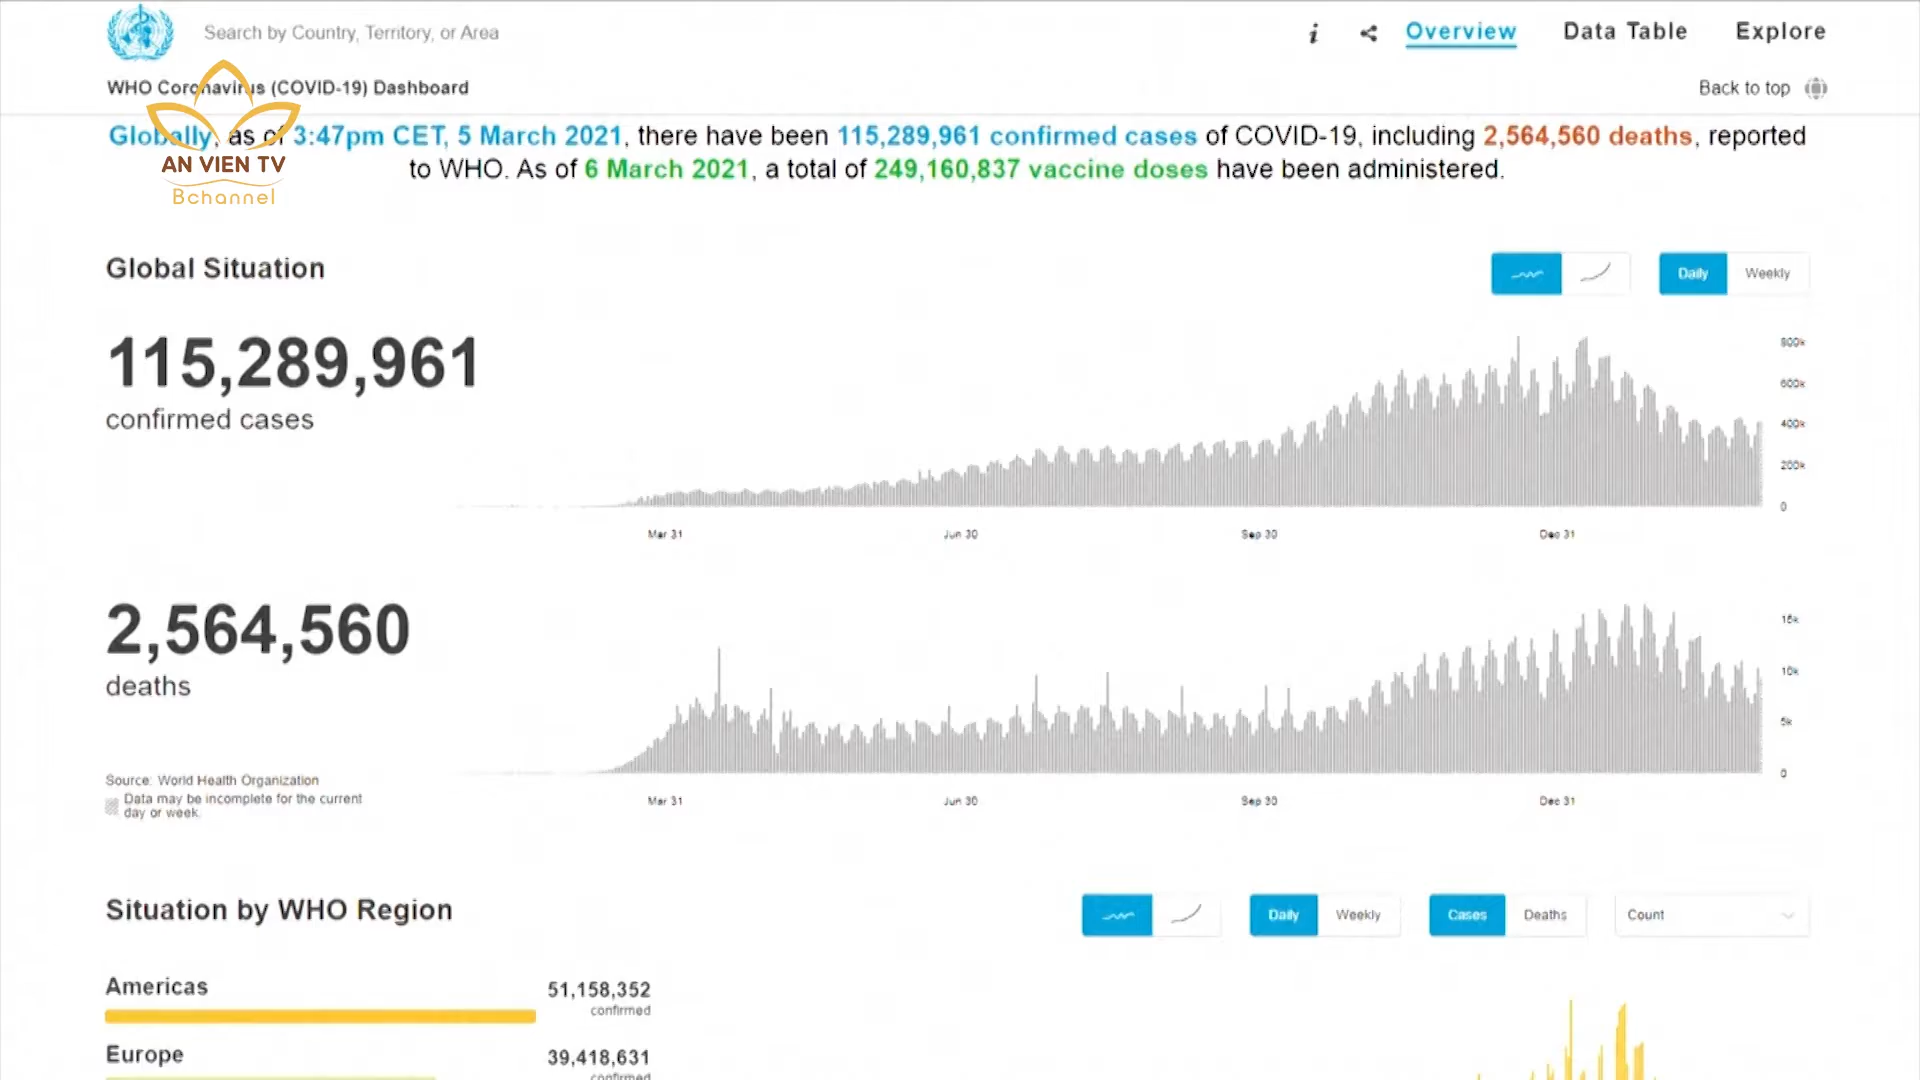 Search by Country, Territory, or Area
Overview
Data Table
Explore
WHO Coronavirus (COVID-19) Dashboard
Back to top
Globally, as of 3:47pm CET, 5 March 2021, there have been 115,289,961 confirmed cases of COVID-19, including 2,564,560 deaths, reported
to WHO. As of 6 March 2021, a total of 249,160,837 vaccine doses have been administered.
AN VIEN TV
Bchannel
Global Situation
Daily
Weekly
115,289,961
confirmed cases
800k
600k
400k
200k
0
Mar 31
Jun 30
Sep 30
Dec 31
2,564,560
deaths
15k
10k
5k
0
Mar 31
Jun 30
Sep 30
Dec 31
Source: World Health Organization
Data may be incomplete for the current
day or week.
Situation by WHO Region
Daily
Weekly
Cases
Deaths
Count
Americas
51,158,352
confirmed
Europe
39,418,631
confirmed